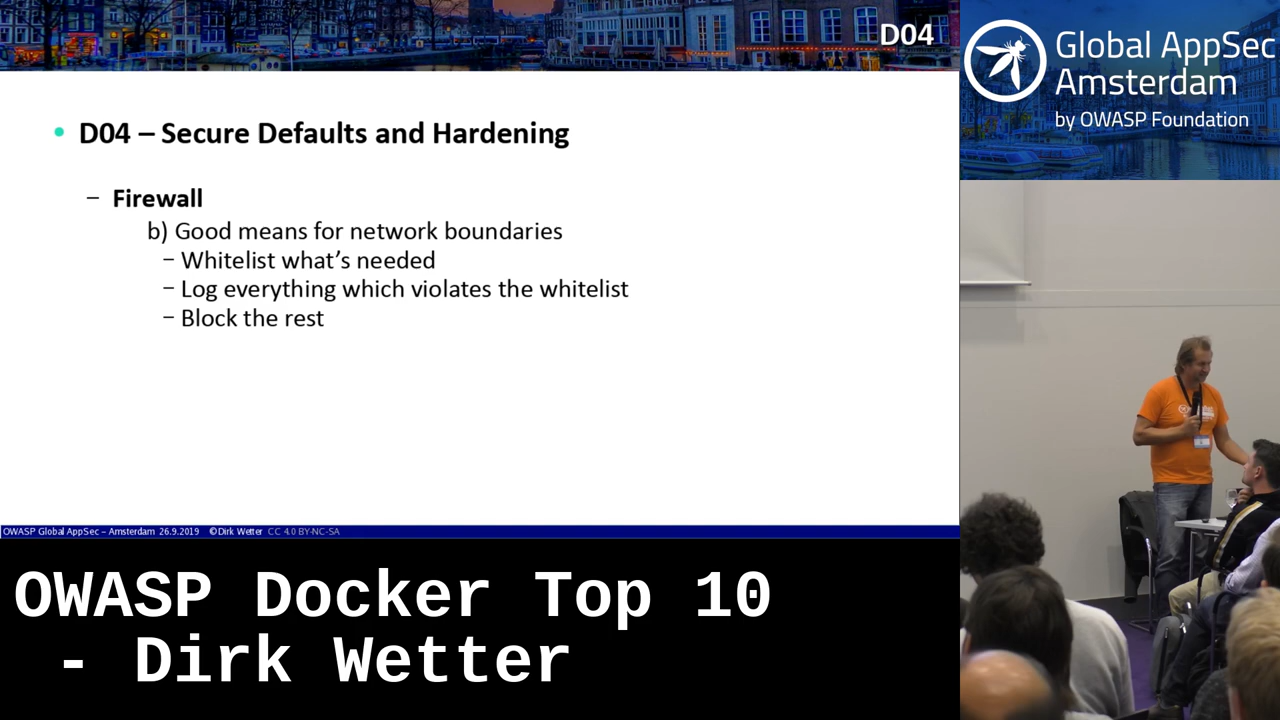 D04
Global AppSec
Amsterdam
by OWASP Foundation
• D04 – Secure Defaults and Hardening
– Firewall
b) Good means for network boundaries
– Whitelist what’s needed
– Log everything which violates the whitelist
– Block the rest
OWASP Global AppSec – Amsterdam 26.9.2019 ©Dirk Wetter CC 4.0 BY-NC-SA
OWASP Docker Top 10
- Dirk Wetter